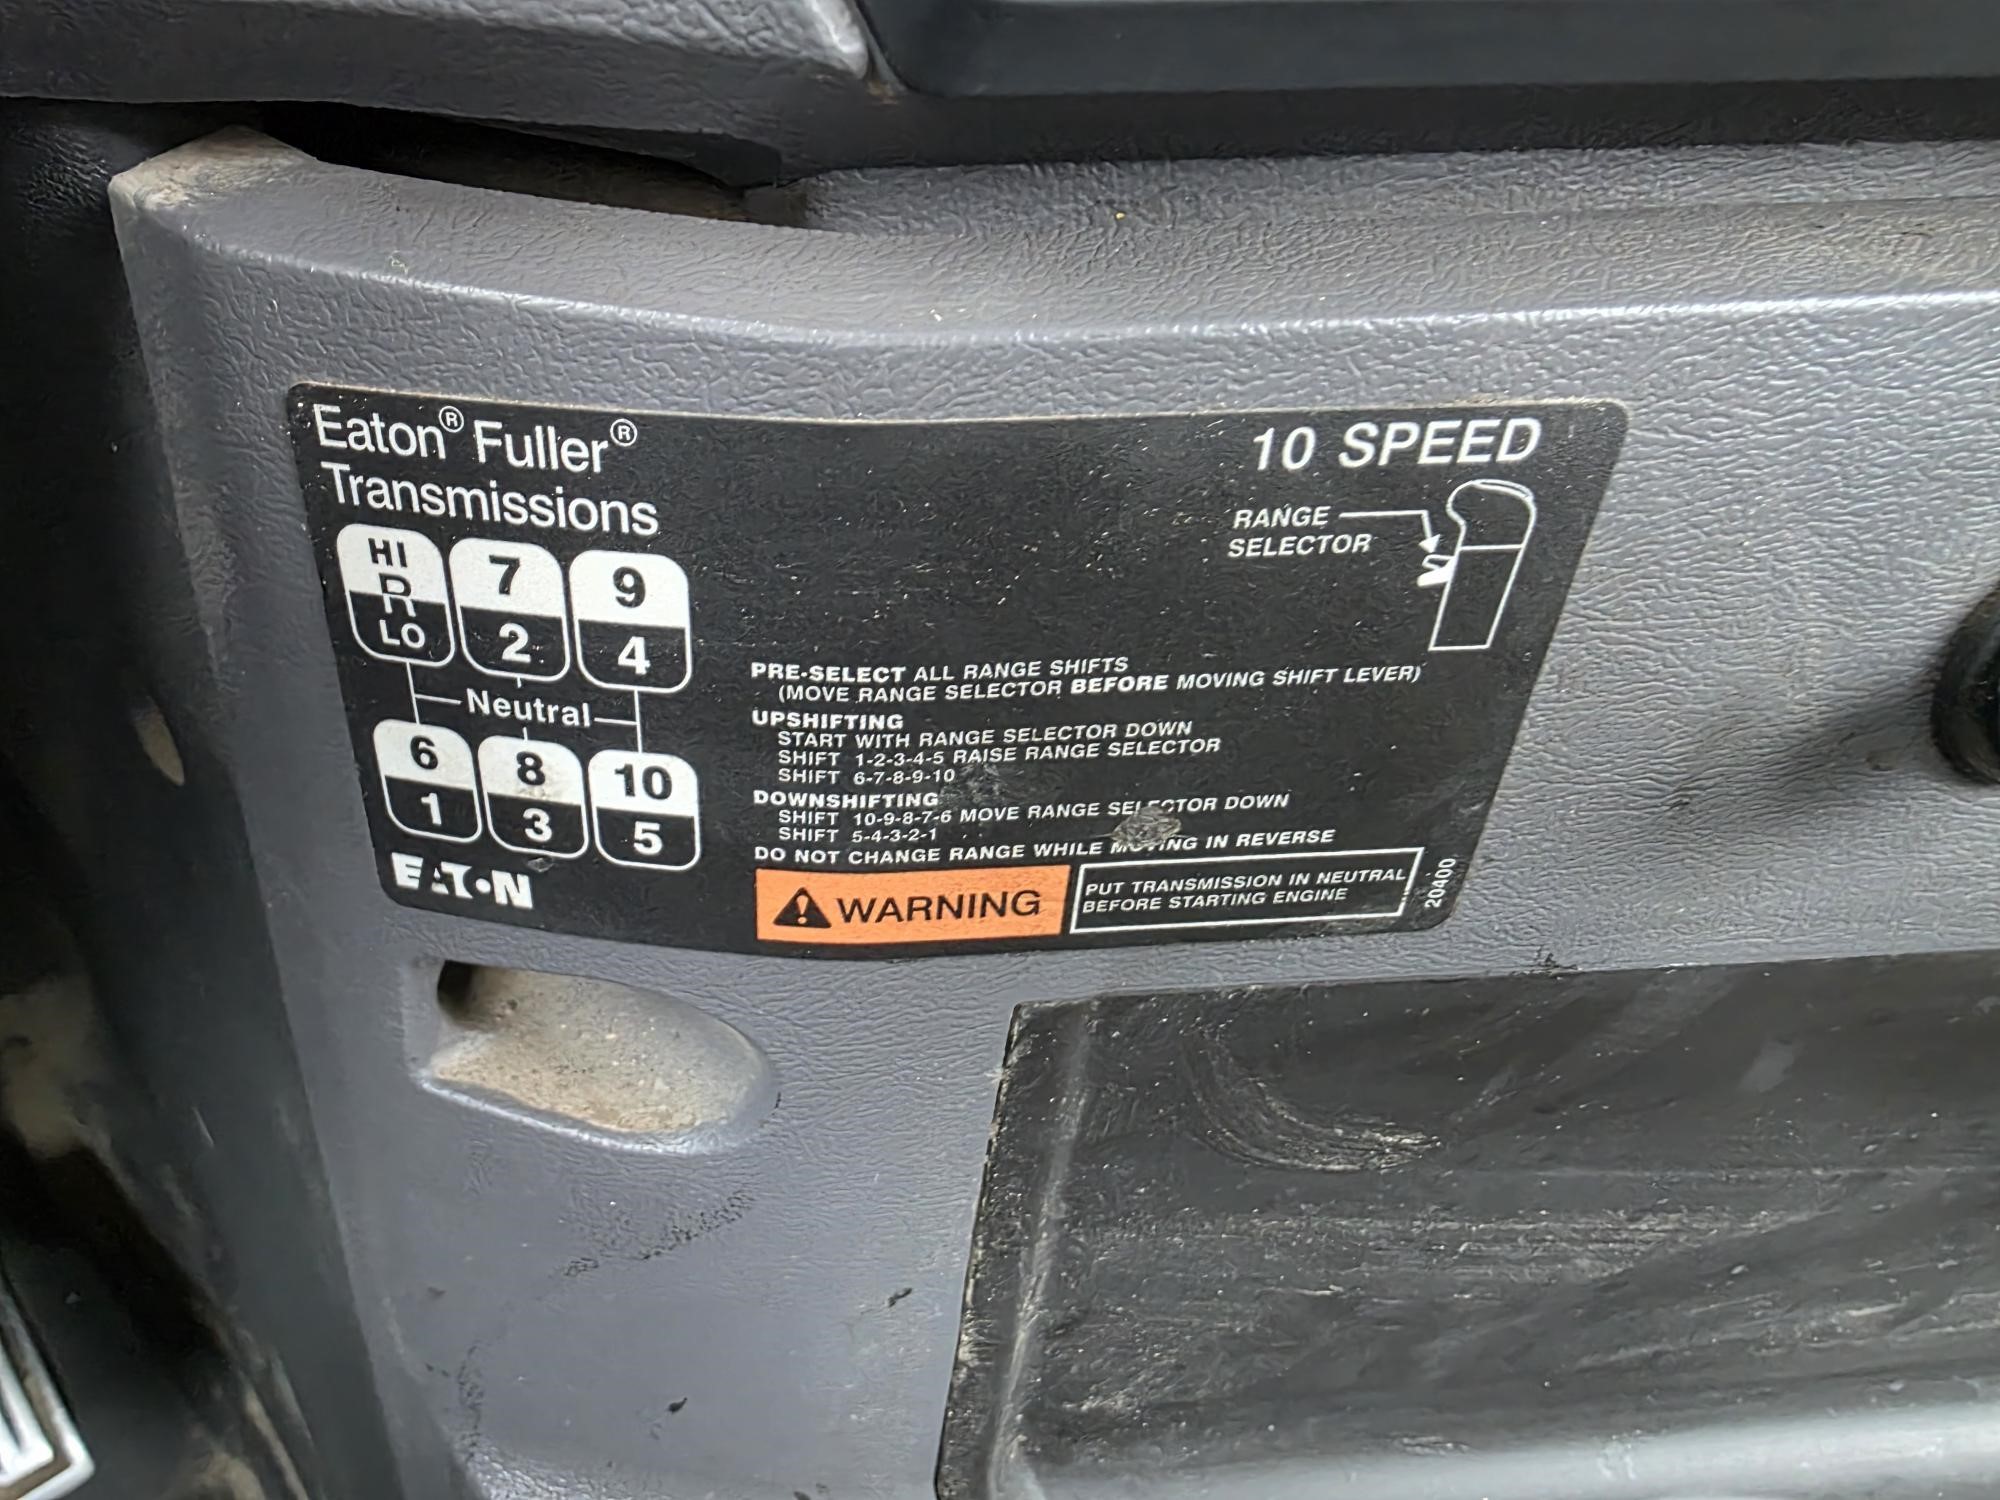 Eaton® Fuller®
Transmissions
10 SPEED
RANGE
SELECTOR
HI 7 9
R
LO 2 4
Neutral
6 8 10
1 3 5
EATON
PRE-SELECT ALL RANGE SHIFTS
(MOVE RANGE SELECTOR BEFORE MOVING SHIFT LEVER)
UPSHIFTING
START WITH RANGE SELECTOR DOWN
SHIFT 1-2-3-4-5 RAISE RANGE SELECTOR
SHIFT 6-7-8-9-10
DOWNSHIFTING
SHIFT 10-9-8-7-6 MOVE RANGE SELECTOR DOWN
SHIFT 5-4-3-2-1
DO NOT CHANGE RANGE WHILE MOVING IN REVERSE
WARNING
PUT TRANSMISSION IN NEUTRAL
BEFORE STARTING ENGINE
20400